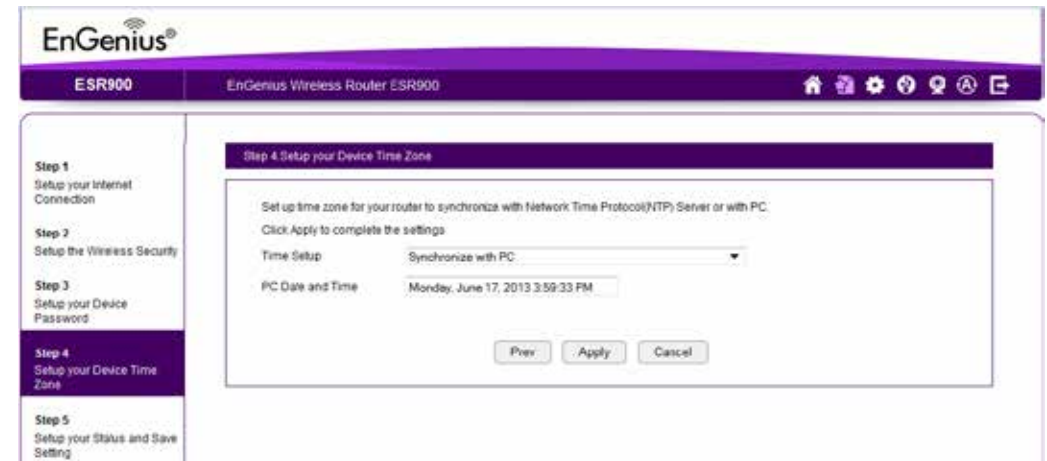 EnGenius®
ESR900
EnGenius Wireless Router ESR900
Step 1
Setup your Internet
Connection
Step 2
Setup the Wireless Security
Step 3
Setup your Device
Password
Step 4
Setup your Device Time
Zone
Step 5
Setup your Status and Save
Setting
Step 4.Setup your Device Time Zone
Set up time zone for your router to synchronize with Network Time Protocol(NTP) Server or with PC.
Click Apply to complete the settings
Time Setup
Synchronize with PC
PC Date and Time
Monday, June 17, 2013 3:59:33 PM
Prev
Apply
Cancel